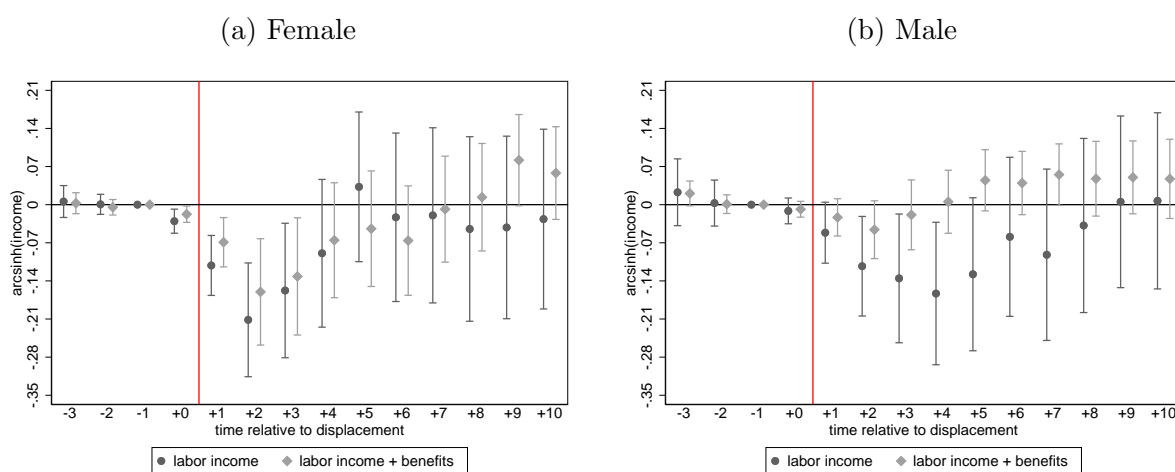 (a) Female
arcsinh(income)
.21
.14
.07
0
-.07
-.14
-.21
-.28
-.35
-3 -2 -1 +0 +1 +2 +3 +4 +5 +6 +7 +8 +9 +10
time relative to displacement
labor income labor income + benefits
(b) Male
arcsinh(income)
.21
.14
.07
0
-.07
-.14
-.21
-.28
-.35
-3 -2 -1 +0 +1 +2 +3 +4 +5 +6 +7 +8 +9 +10
time relative to displacement
labor income labor income + benefits